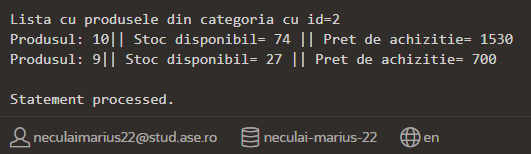 Lista cu produsele din categoria cu id=2
Produsul: 10|| Stoc disponibil= 74 || Pret de achizitie= 1530
Produsul: 9|| Stoc disponibil= 27 || Pret de achizitie= 700
Statement processed.
neculaimarius22@stud.ase.ro neculai-marius-22 en